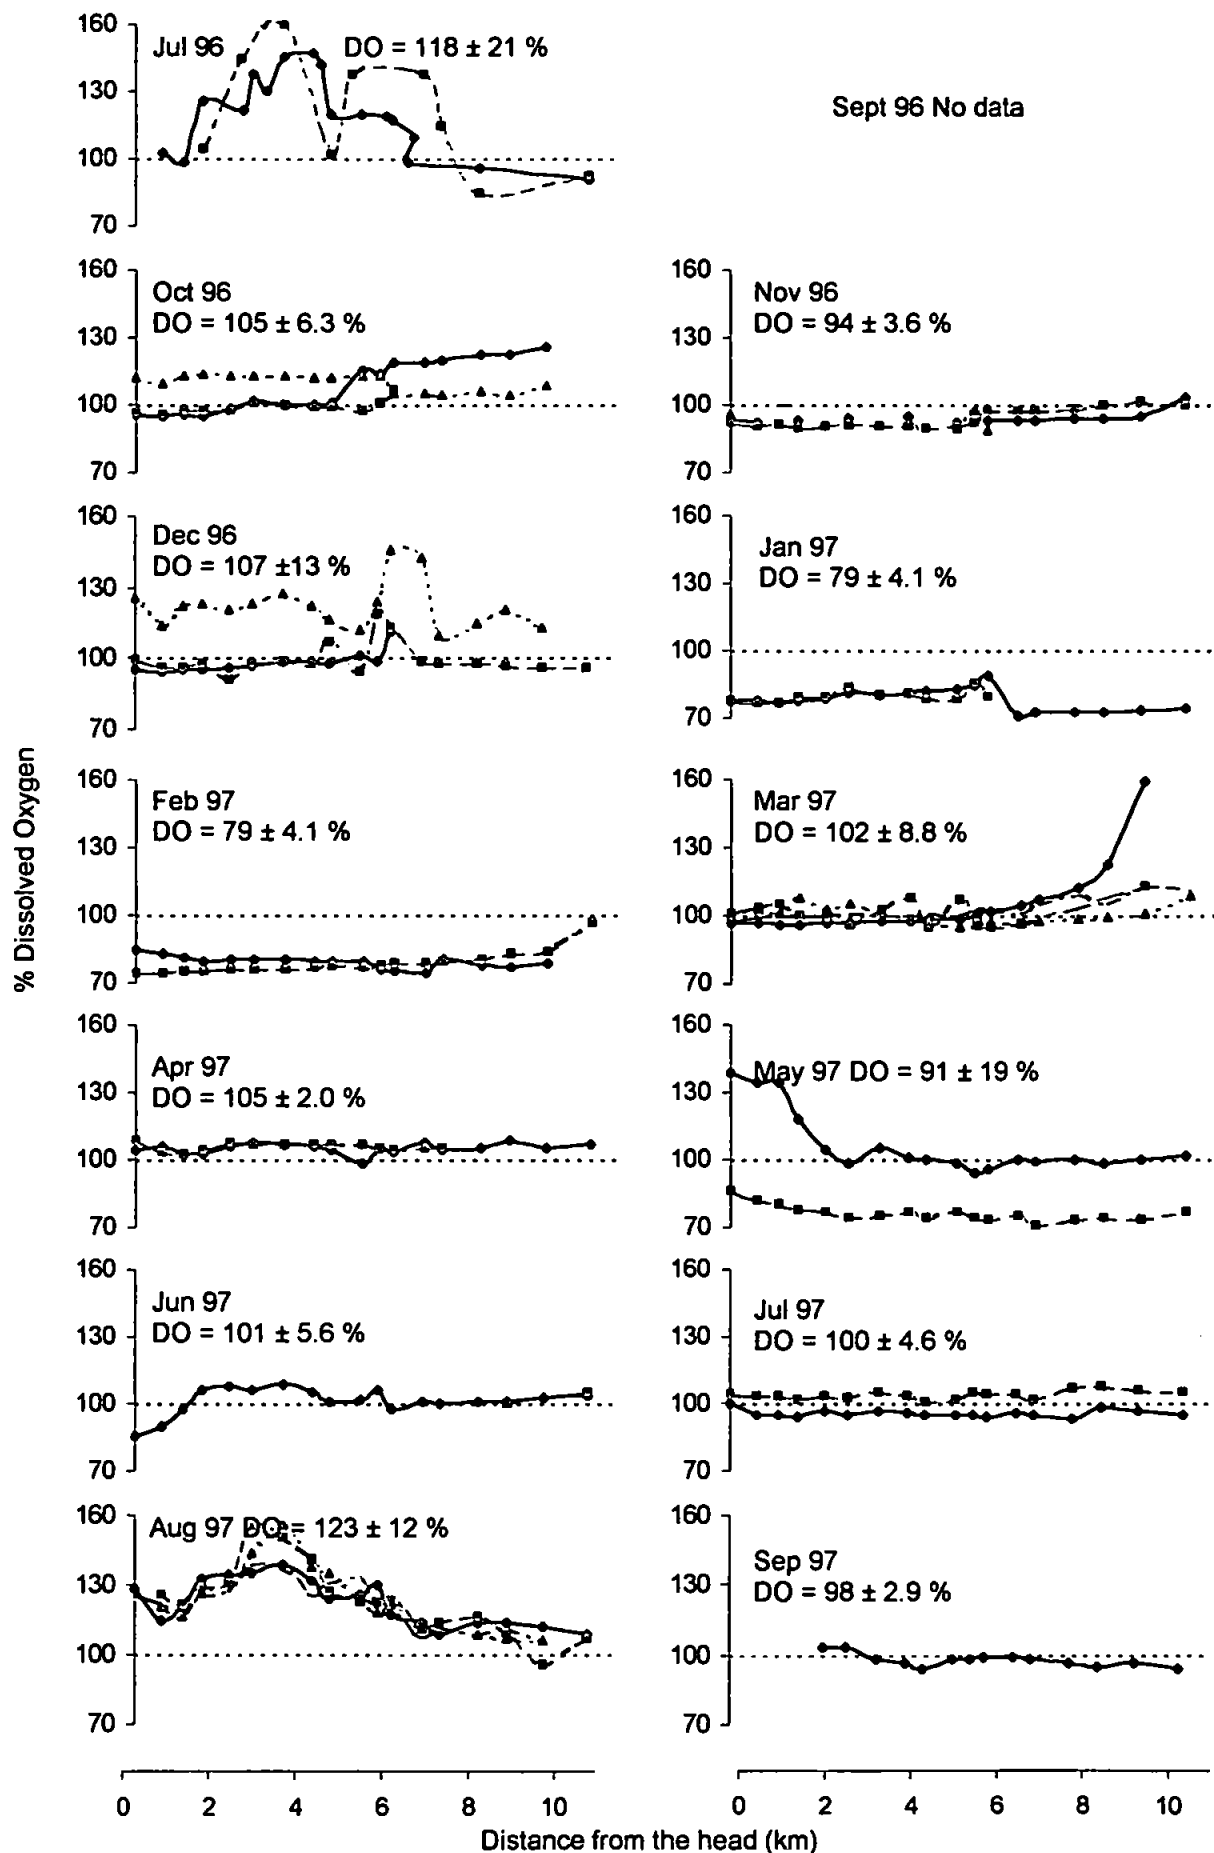 160
130
100
70
Jul 96
DO = 118 ± 21 %
Sept 96 No data
160
130
100
70
Oct 96
DO = 105 ± 6.3 %
160
130
100
70
Nov 96
DO = 94 ± 3.6 %
160
130
100
70
Dec 96
DO = 107 ±13 %
160
130
100
70
Jan 97
DO = 79 ± 4.1 %
% Dissolved Oxygen
160
130
100
70
Feb 97
DO = 79 ± 4.1 %
160
130
100
70
Mar 97
DO = 102 ± 8.8 %
160
130
100
70
Apr 97
DO = 105 ± 2.0 %
160
130
100
70
May 97 DO = 91 ± 19 %
160
130
100
70
Jun 97
DO = 101 ± 5.6 %
160
130
100
70
Jul 97
DO = 100 ± 4.6 %
160
130
100
70
Aug 97 DO = 123 ± 12 %
160
130
100
70
Sep 97
DO = 98 ± 2.9 %
0 2 4 6 8 10
0 2 4 6 8 10
Distance from the head (km)